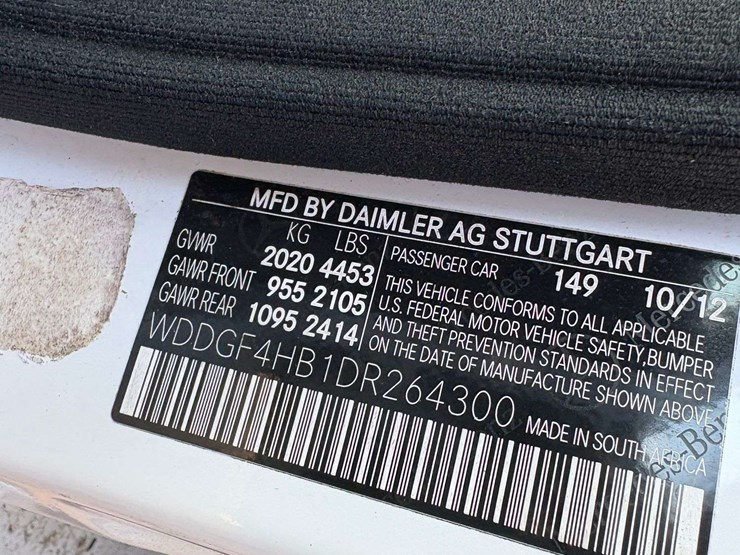 MFD BY DAIMLER AG STUTTGART
KG LBS
GVWR 2020 4453
GAWR FRONT 955 2105
GAWR REAR 1095 2414
PASSENGER CAR 149 10/12
THIS VEHICLE CONFORMS TO ALL APPLICABLE
U.S. FEDERAL MOTOR VEHICLE SAFETY,BUMPER
AND THEFT PREVENTION STANDARDS IN EFFECT
ON THE DATE OF MANUFACTURE SHOWN ABOVE
WDDGF4HB1DR264300
MADE IN SOUTH AFRICA